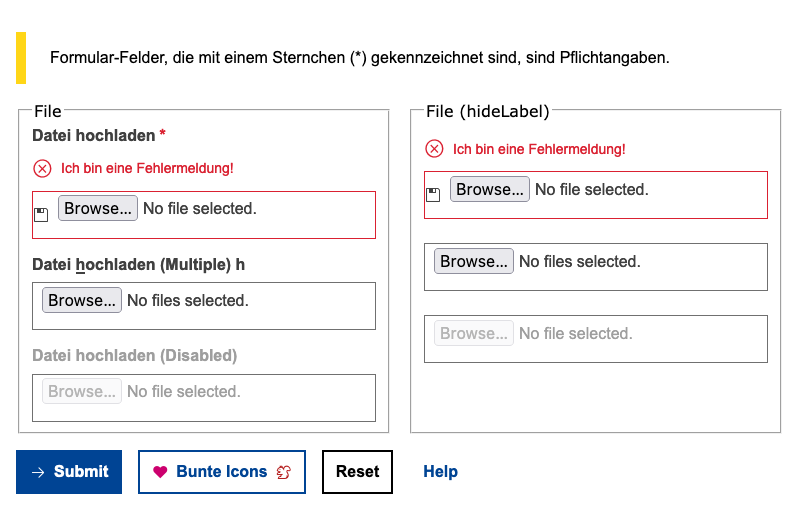 Formular-Felder, die mit einem Sternchen (*) gekennzeichnet sind, sind Pflichtangaben.
File
Datei hochladen *
Ich bin eine Fehlermeldung!
Browse... No file selected.
Datei hochladen (Multiple) h
Browse... No files selected.
Datei hochladen (Disabled)
Browse... No file selected.
File (hideLabel)
Ich bin eine Fehlermeldung!
Browse... No file selected.
Browse... No files selected.
Browse... No file selected.
Submit Bunte Icons Reset Help